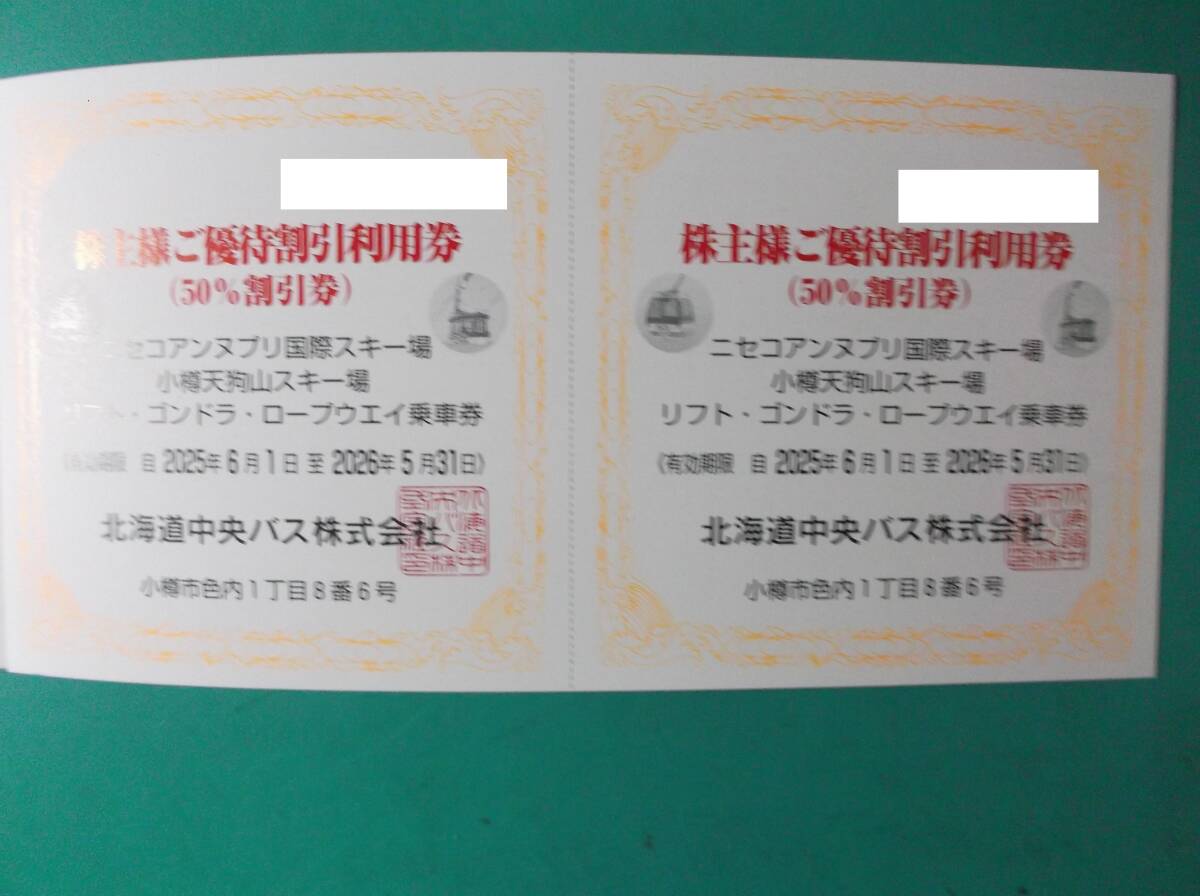 株主様ご優待割引利用券
(50%割引券)
セコアンヌプリ国際スキー場
小樽天狗山スキー場
リフト・ゴンドラ・ロープウエイ乗車券
《有効期限 自 2025年6月1日 至 2026年5月31日》
北海道中央バス株式会社
小樽市色内1丁目8番6号
株主様ご優待割引利用券
(50%割引券)
ニセコアンヌプリ国際スキー場
小樽天狗山スキー場
リフト・ゴンドラ・ロープウエイ乗車券
《有効期限 自 2025年6月1日 至 2026年5月31日》
北海道中央バス株式会社
小樽市色内1丁目8番6号